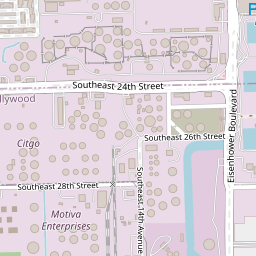 P
Southeast 24th Street
llywood
Southeast 26th Street
Citgo
Eisenhower Boulevard
Southeast 28th Street
Southeast 14th Avenue
Motiva
Enterprises